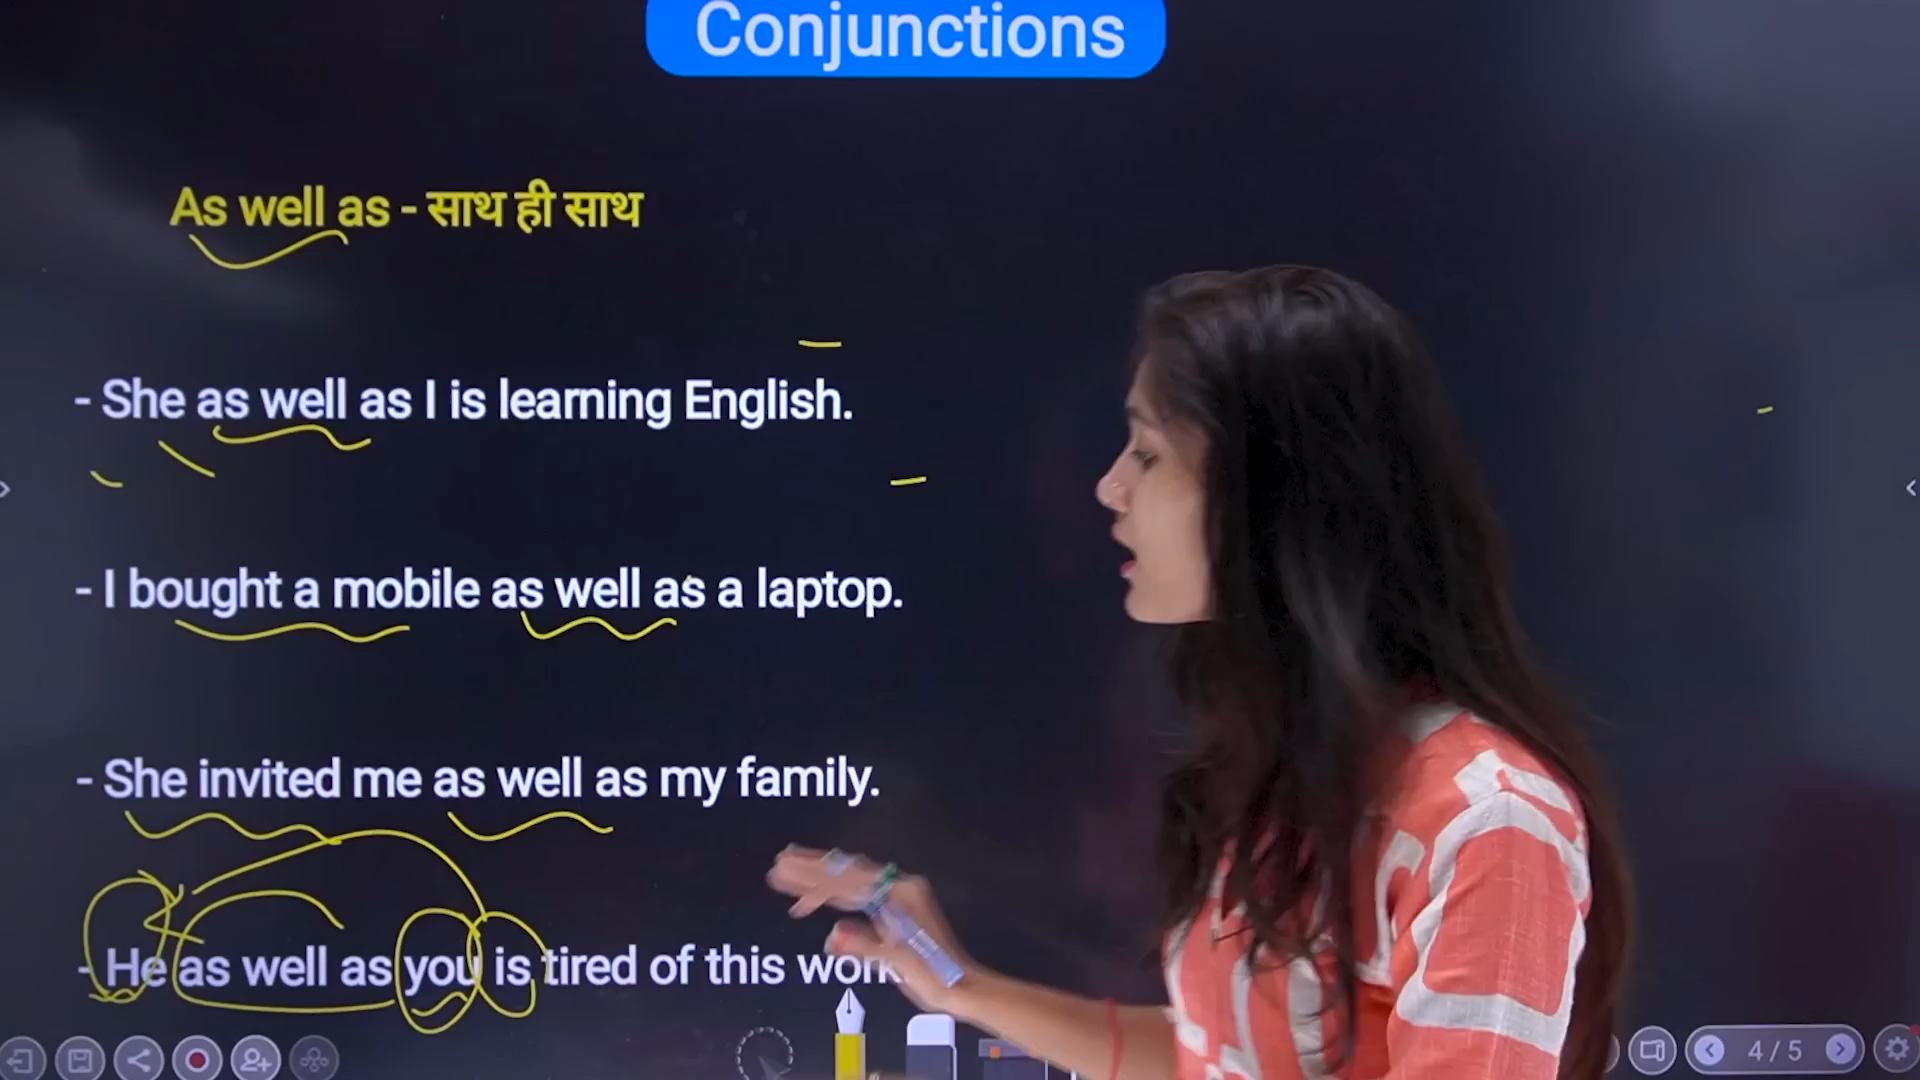 Conjunctions
As well as - साथ ही साथ
- She as well as I is learning English.
- I bought a mobile as well as a laptop.
- She invited me as well as my family.
- He as well as you is tired of this work.
4 / 5